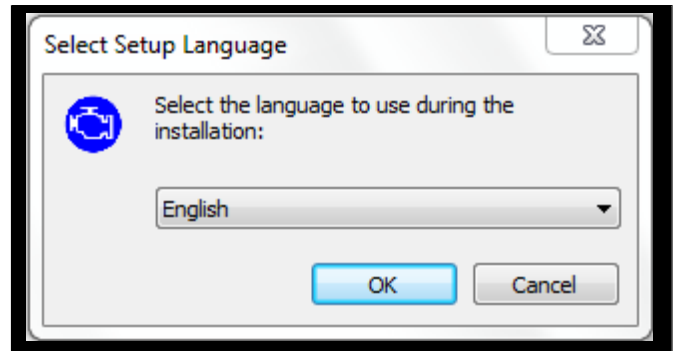 Select Setup Language
Select the language to use during the
installation:
English
OK
Cancel